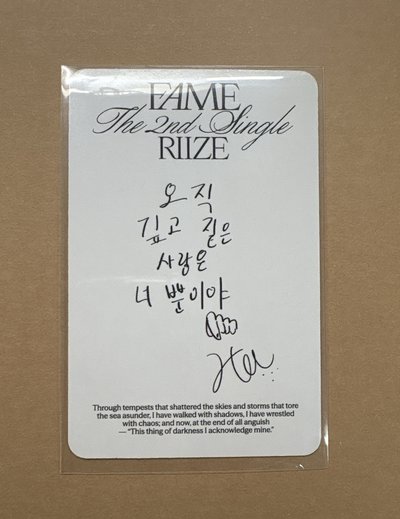 FAME
The 2nd Single
RIIZE
오직
깊고 짙은
사랑은
너 뿐이야
Through tempests that shattered the skies and storms that tore
the sea asunder, I have walked with shadows, I have wrestled
with chaos; and now, at the end of all anguish
— "This thing of darkness I acknowledge mine."